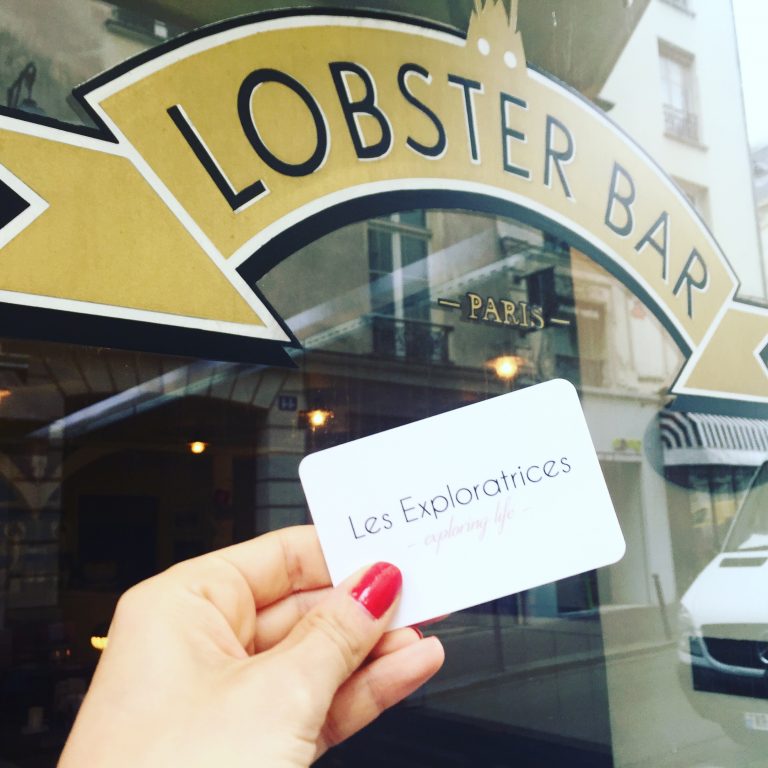 LOBSTER BAR
— PARIS —
Les Exploratrices
- exploring life -